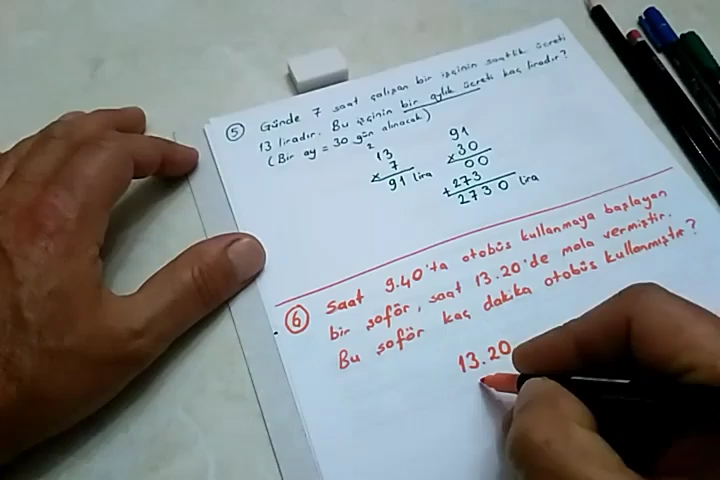 5 Günde 7 saat çalışan bir işçinin saatlik ücreti
13 liradır. Bu işçinin bir aylık ücreti kaç liradır?
(Bir ay = 30 gün alınacak)
2
13
7
x
91 lira
91
x30
00
+273
2730 lira
6 Saat 9.40'ta otobüs kullanmaya başlayan
bir şoför, saat 13.20'de mola vermiştir.
Bu şoför kaç dakika otobüs kullanmıştır?
13.20